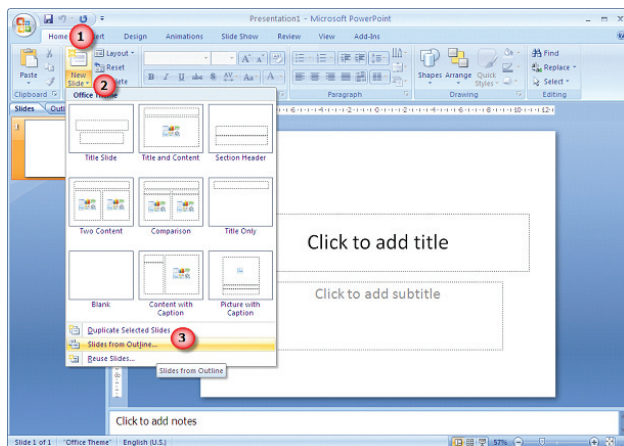 Presentation1 - Microsoft PowerPoint
Home Design Animations Slide Show Review View Add-Ins
1
Paste
New Slide
Layout
Reset
2
Shapes Arrange Quick Styles
Find
Replace
Select
Clipboard Paragraph Drawing Editing
Slides
Office Theme
Title Slide Title and Content Section Header
Two Content Comparison Title Only
Blank Content with Caption Picture with Caption
Duplicate Selected Slides
Slides from Outline...
3
Reuse Slides...
Slides from Outline
Click to add title
Click to add subtitle
Click to add notes
Slide 1 of 1 "Office Theme" English (U.S.) 57%